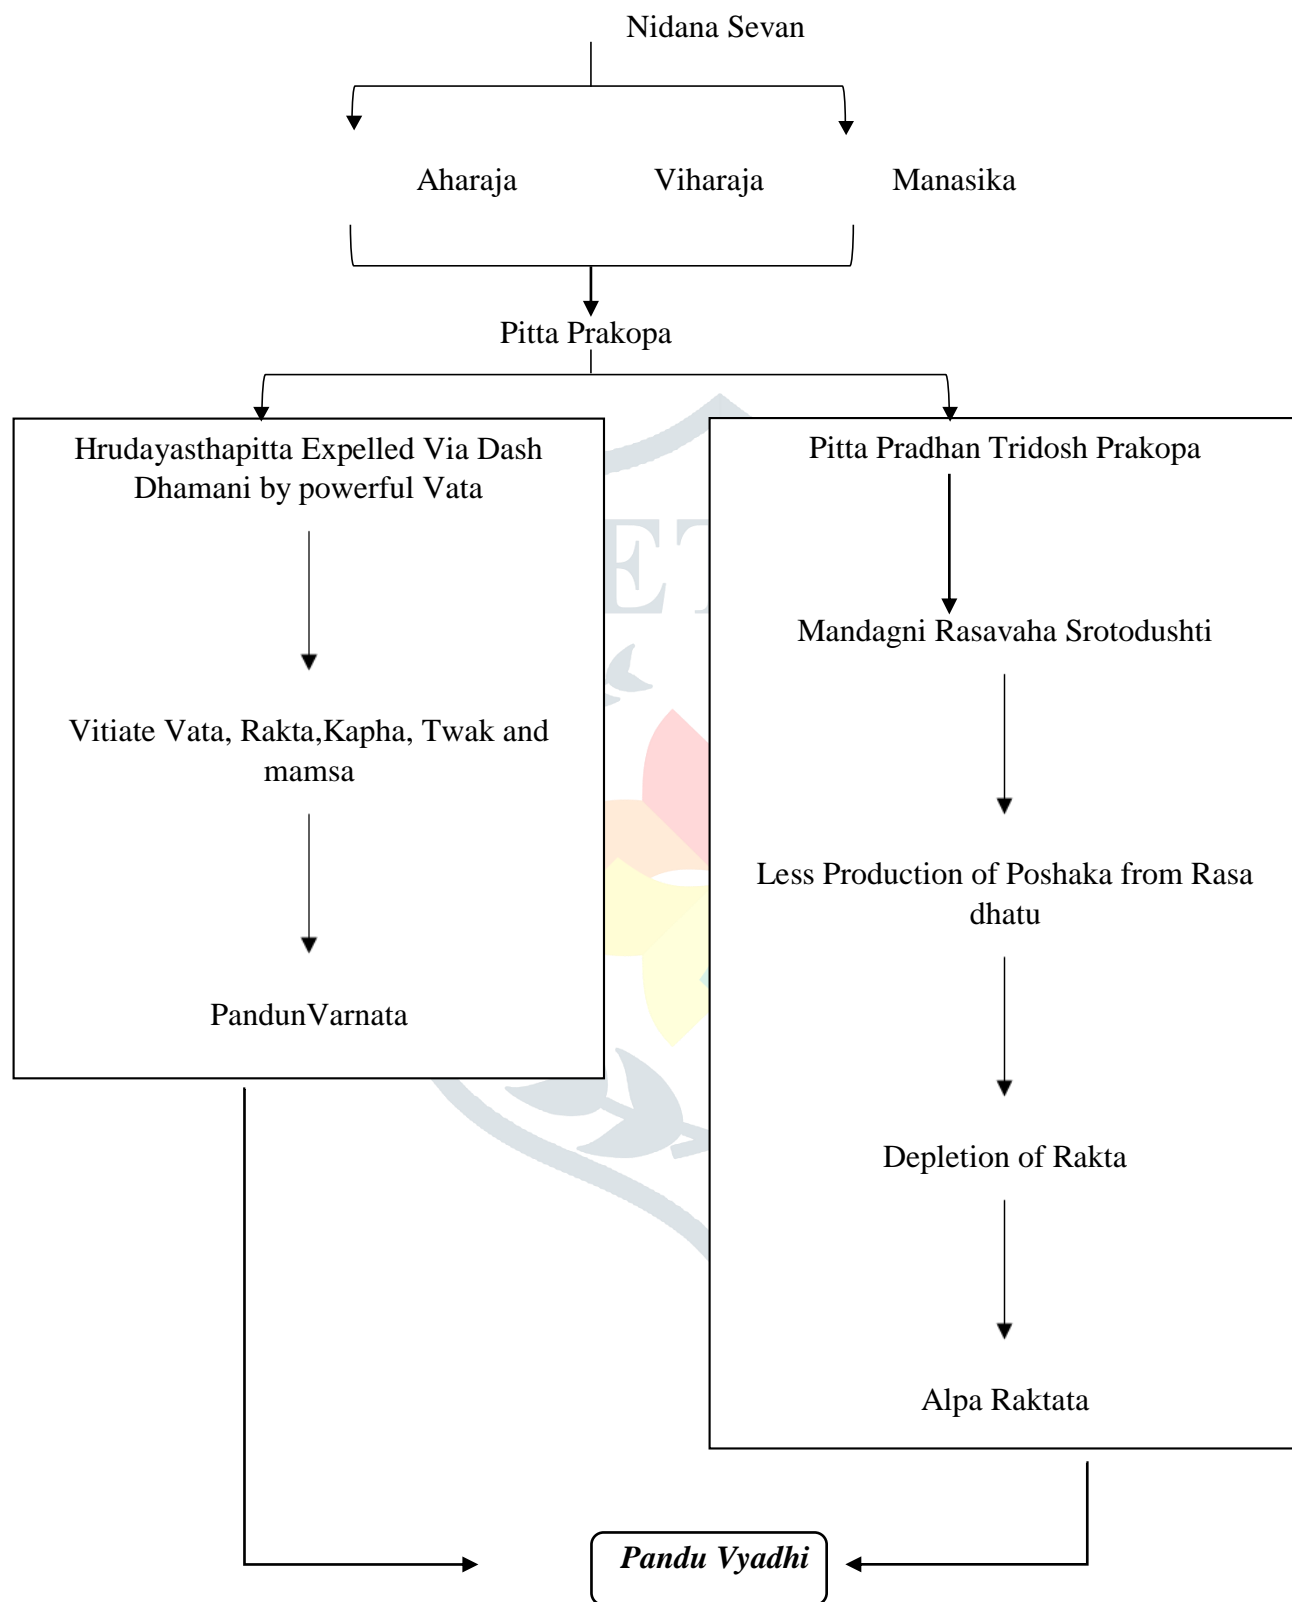 Nidana Sevan
Aharaja Viharaja Manasika
Pitta Prakopa
Hrudayasthapitta Expelled Via Dash
Dhamani by powerful Vata
Vitiate Vata, Rakta,Kapha, Twak and
mamsa
PandunVarnata
Pitta Pradhan Tridosh Prakopa
Mandagni Rasavaha Srotodushti
Less Production of Poshaka from Rasa
dhatu
Depletion of Rakta
Alpa Raktata
Pandu Vyadhi